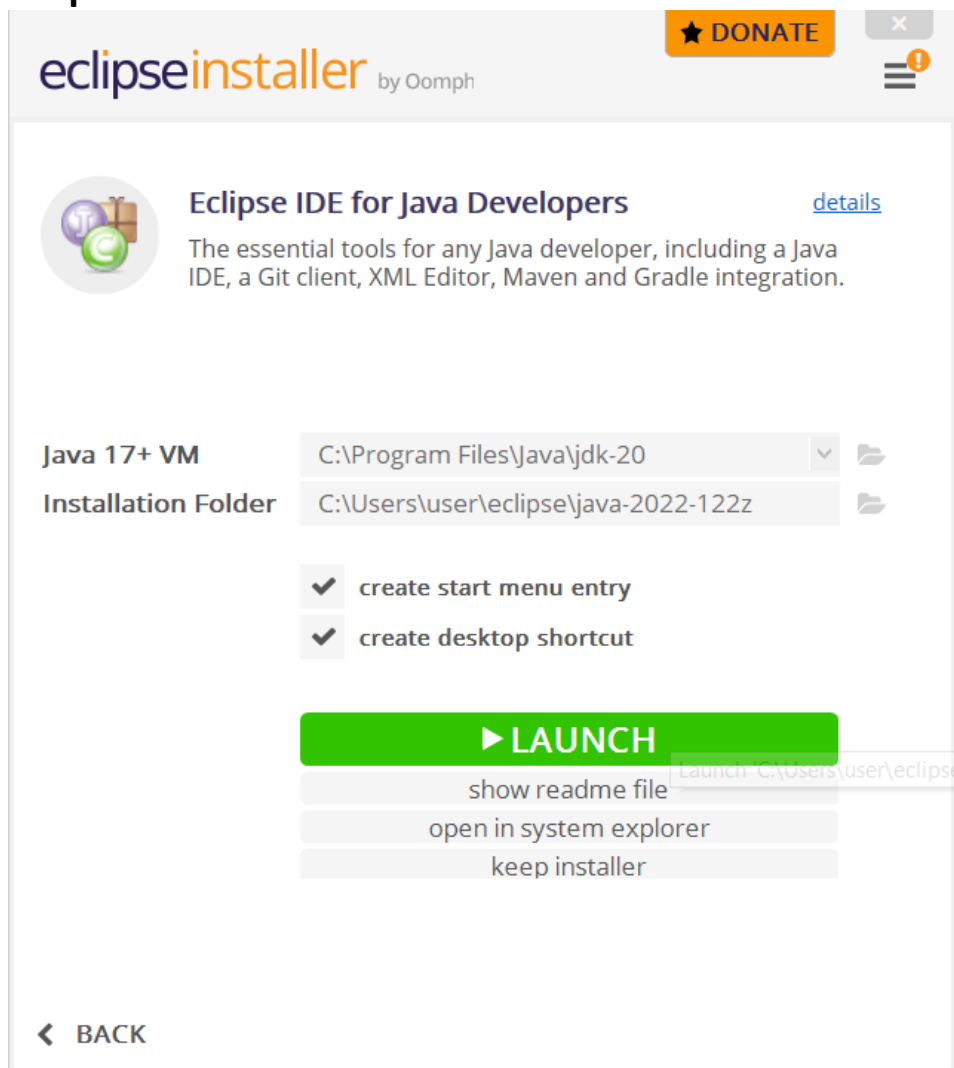 ★ DONATE
eclipseinstaller by Oomph
Eclipse IDE for Java Developers details
The essential tools for any Java developer, including a Java
IDE, a Git client, XML Editor, Maven and Gradle integration.
Java 17+ VM C:\Program Files\Java\jdk-20
Installation Folder C:\Users\user\eclipse\java-2022-122z
create start menu entry
create desktop shortcut
LAUNCH
Launch 'C:\Users\user\eclipse
show readme file
open in system explorer
keep installer
BACK